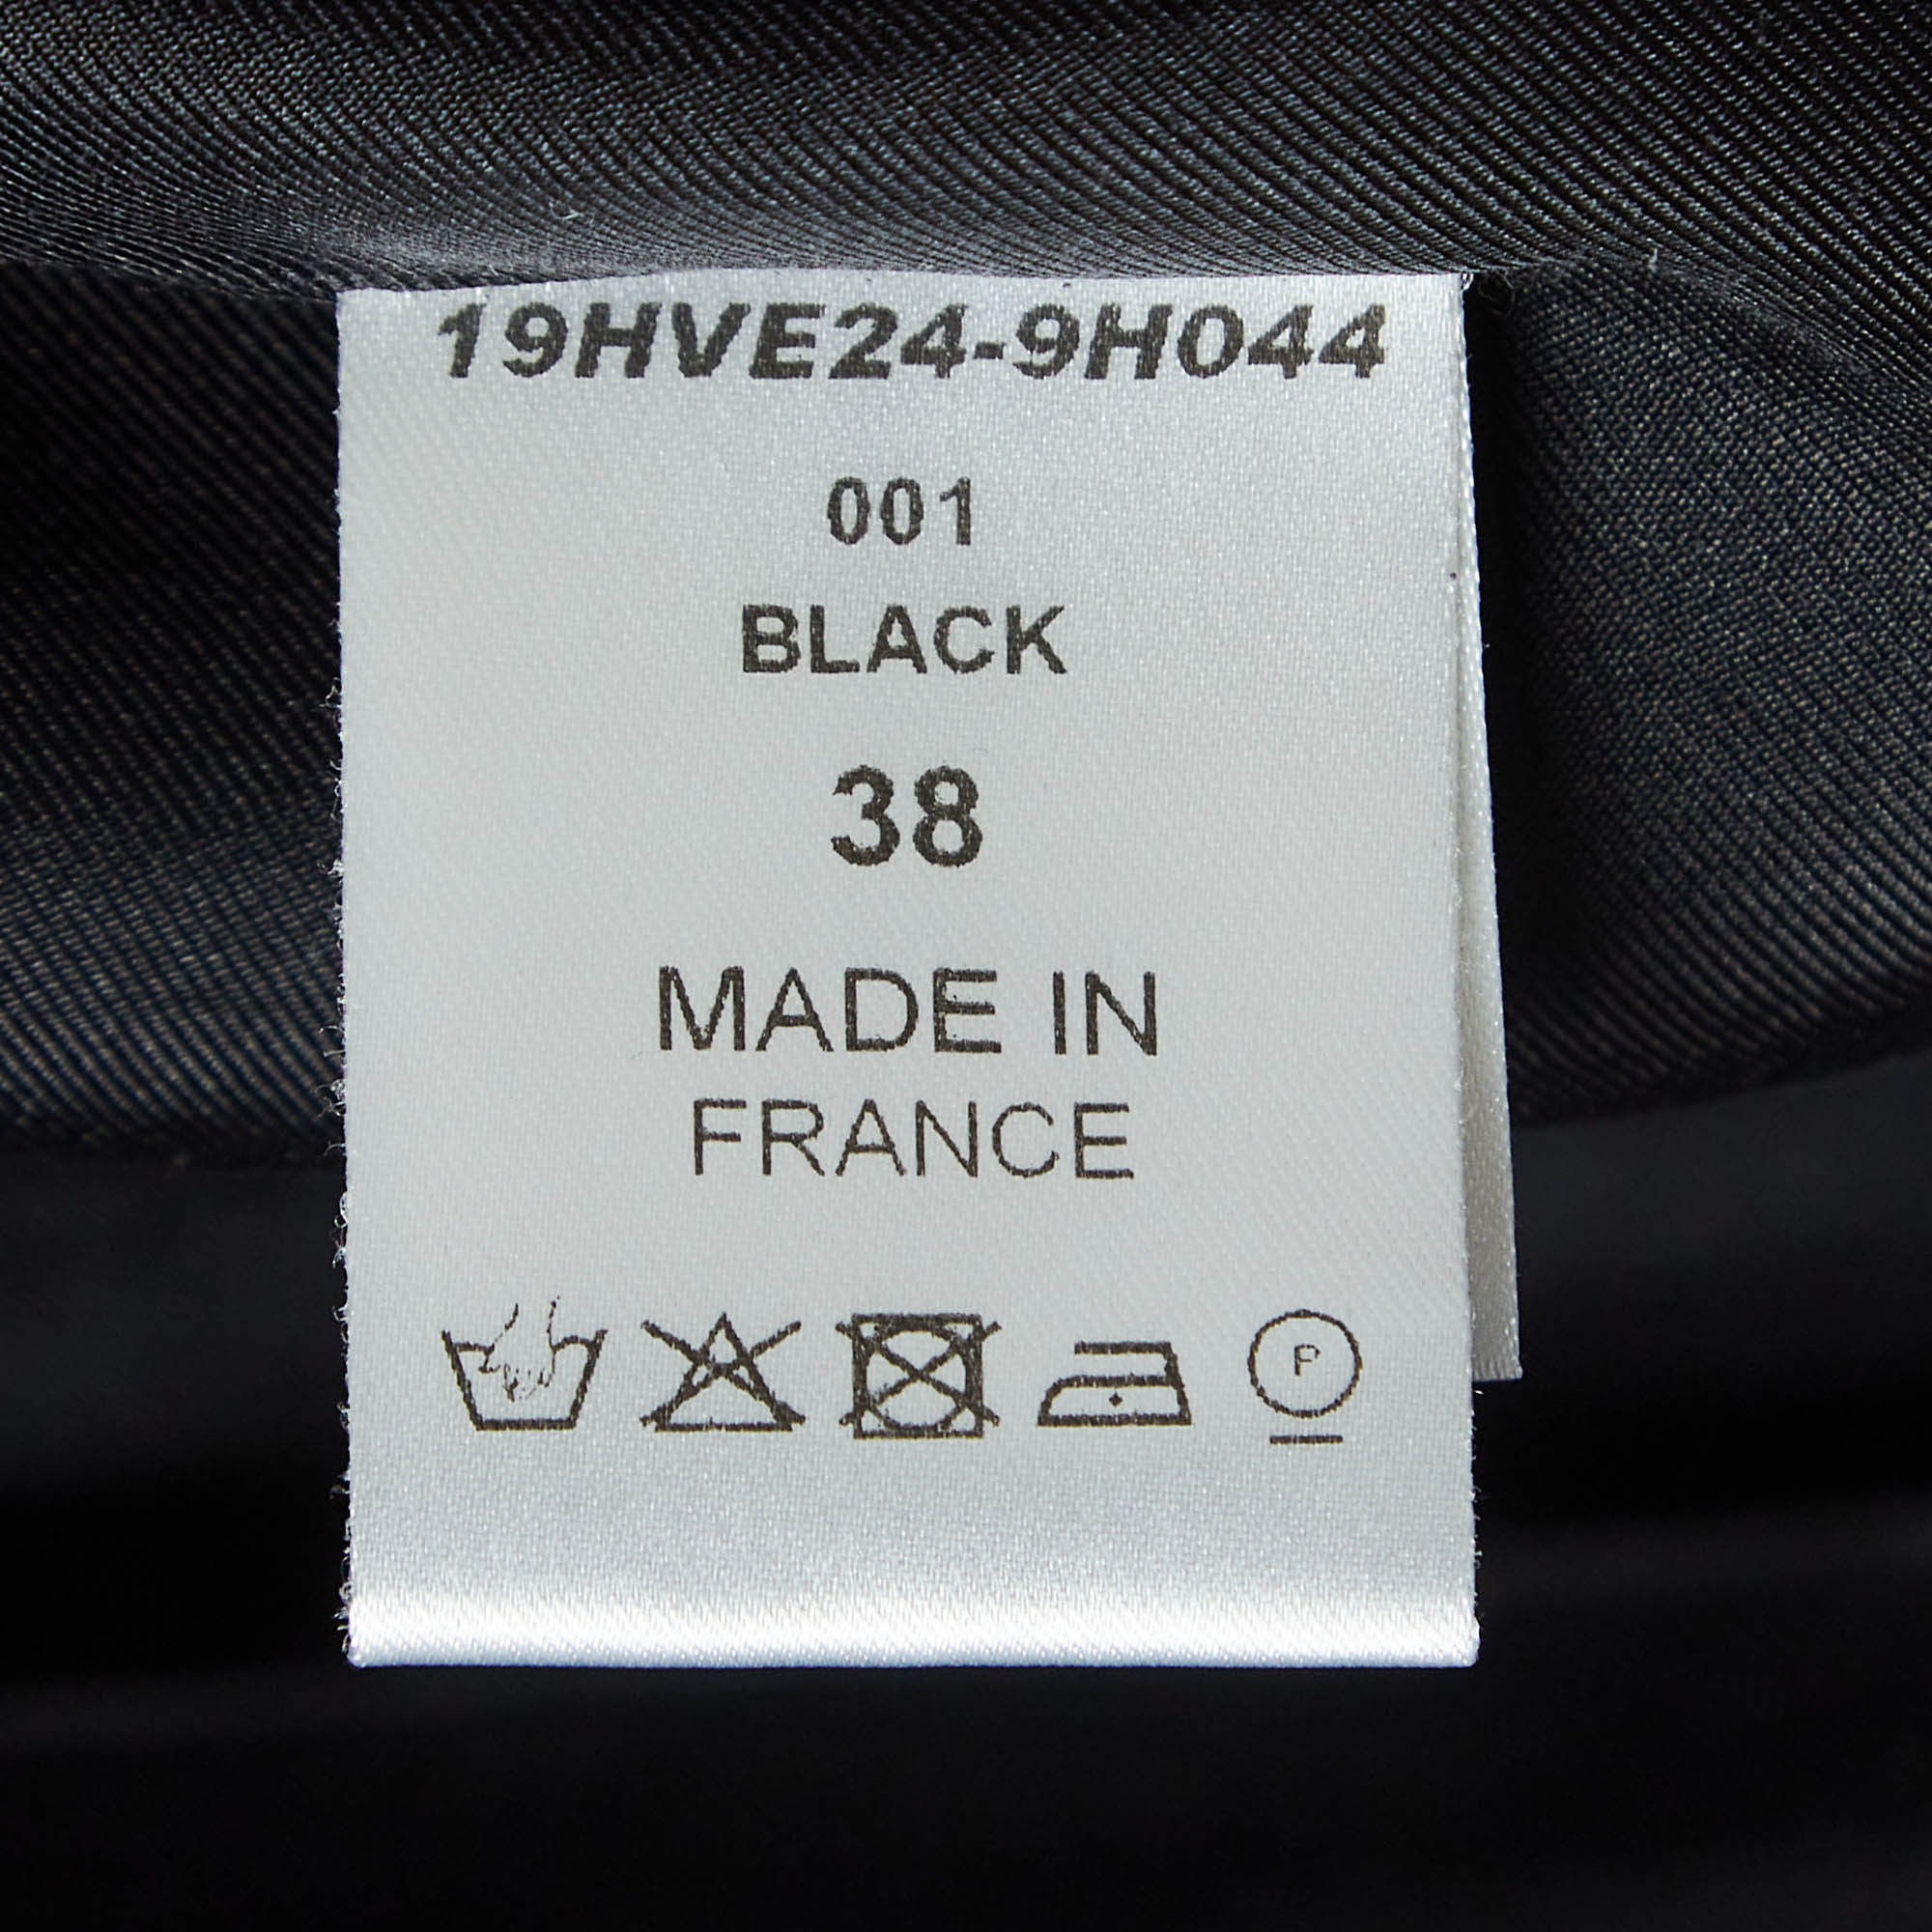 19HVE24-9H044
001
BLACK
38
MADE IN
FRANCE
P